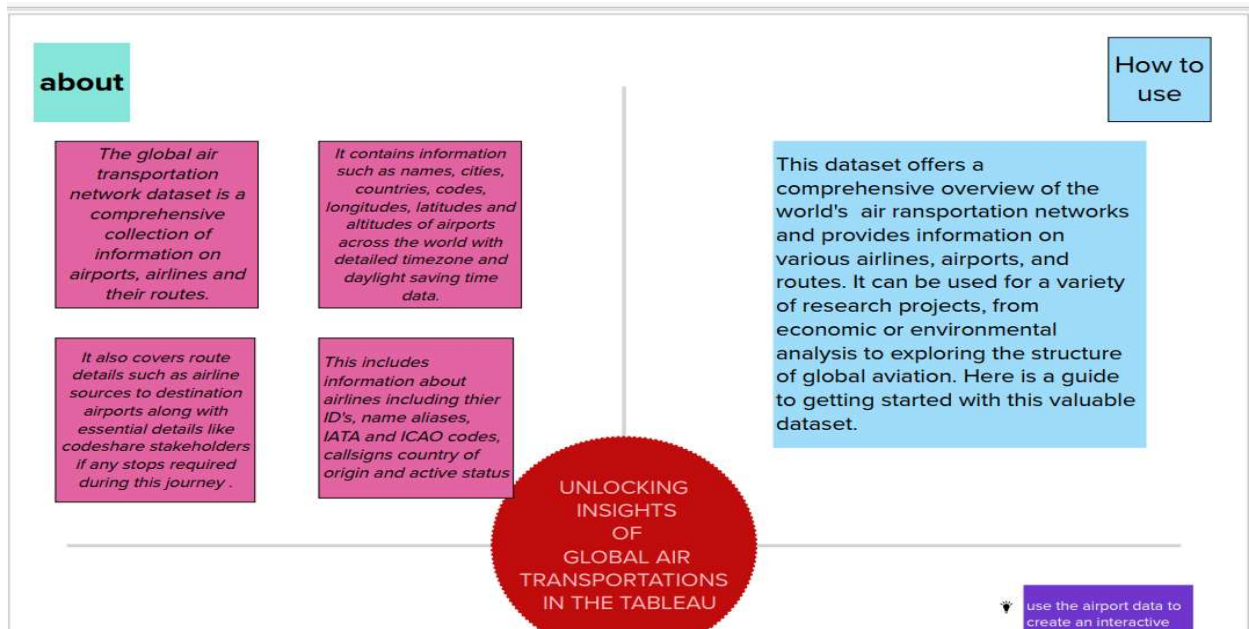 about
The global air
transportation
network dataset is a
comprehensive
collection of
information on
airports, airlines and
their routes.
It contains information
such as names, cities,
countries, codes,
longitudes, latitudes and
altitudes of airports
across the world with
detailed timezone and
daylight saving time
data.
It also covers route
details such as airline
sources to destination
airports along with
essential details like
codeshare stakeholders
if any stops required
during this journey .
This includes
information about
airlines including thier
ID's, name aliases,
IATA and ICAO codes,
callsigns country of
origin and active status
How to
use
This dataset offers a
comprehensive overview of the
world's  air ransportation networks
and provides information on
various airlines, airports, and
routes. It can be used for a variety
of research projects, from
economic or environmental
analysis to exploring the structure
of global aviation. Here is a guide
to getting started with this valuable
dataset.
UNLOCKING
INSIGHTS
OF
GLOBAL AIR
TRANSPORTATIONS
IN THE TABLEAU
use the airport data to
create an interactive